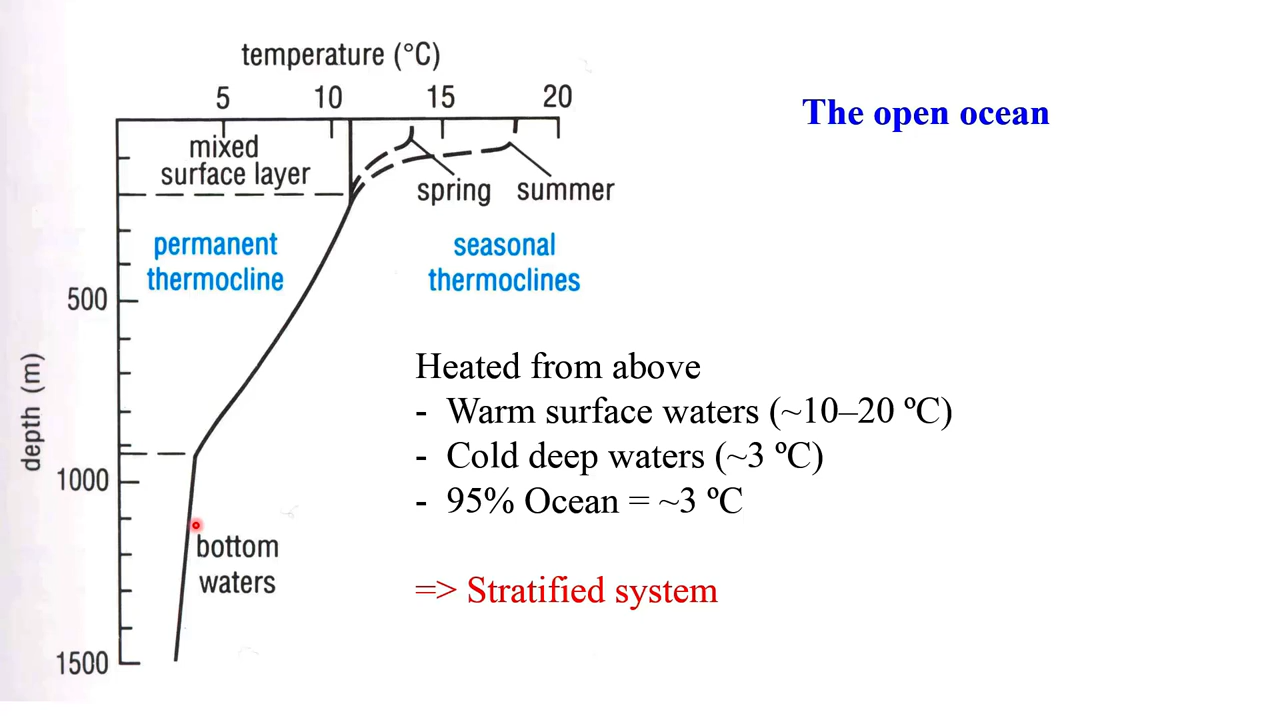 temperature (°C)
5 10 15 20
The open ocean
mixed
surface layer
spring
summer
permanent
thermocline
seasonal
thermoclines
500
depth (m)
Heated from above
- Warm surface waters (~10–20 ºC)
- Cold deep waters (~3 ºC)
- 95% Ocean = ~3 ºC
1000
bottom
waters
=> Stratified system
1500